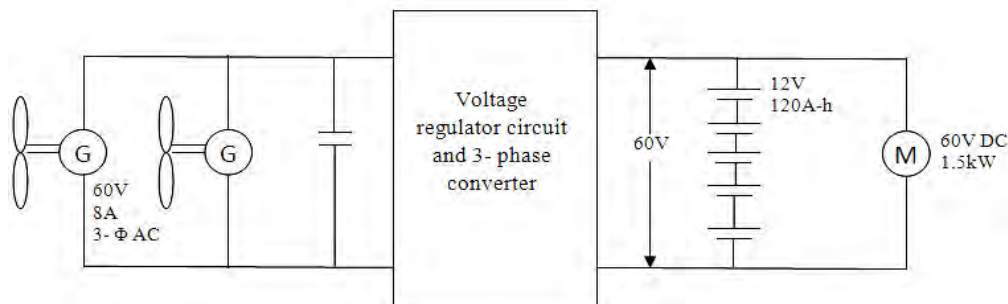 G
60V
8A
3- Φ AC
G
Voltage
regulator circuit
and 3- phase
converter
60V
12V
120A-h
M
60V DC
1.5kW